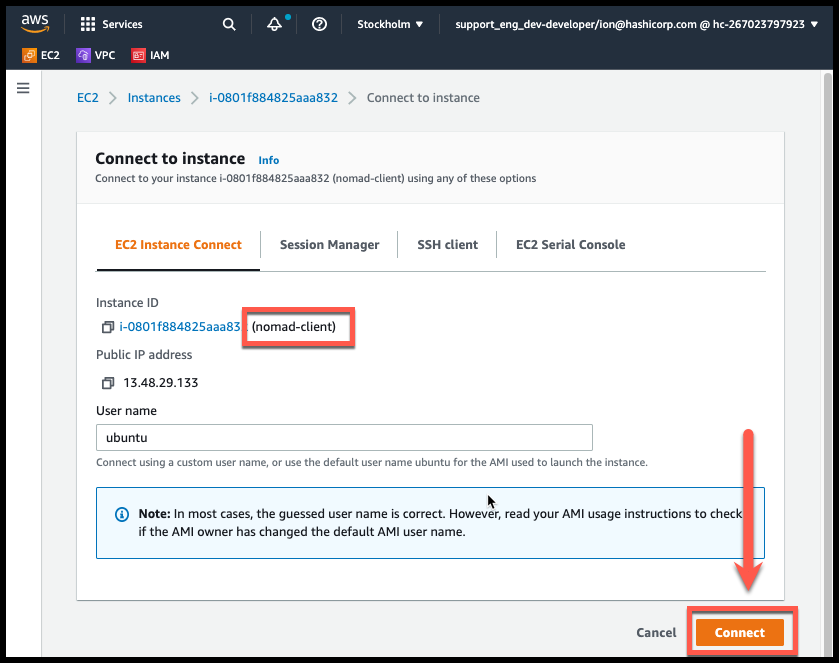 aws Services Stockholm ▼ support_eng_dev-developer/ion@hashicorp.com @ hc-267023797923 ▼
EC2 VPC IAM
EC2 > Instances > i-0801f884825aaa832 > Connect to instance
Connect to instance Info
Connect to your instance i-0801f884825aaa832 (nomad-client) using any of these options
EC2 Instance Connect Session Manager SSH client EC2 Serial Console
Instance ID
i-0801f884825aaa832 (nomad-client)
Public IP address
13.48.29.133
User name
ubuntu
Connect using a custom user name, or use the default user name ubuntu for the AMI used to launch the instance.
Note: In most cases, the guessed user name is correct. However, read your AMI usage instructions to check
if the AMI owner has changed the default AMI user name.
Cancel Connect